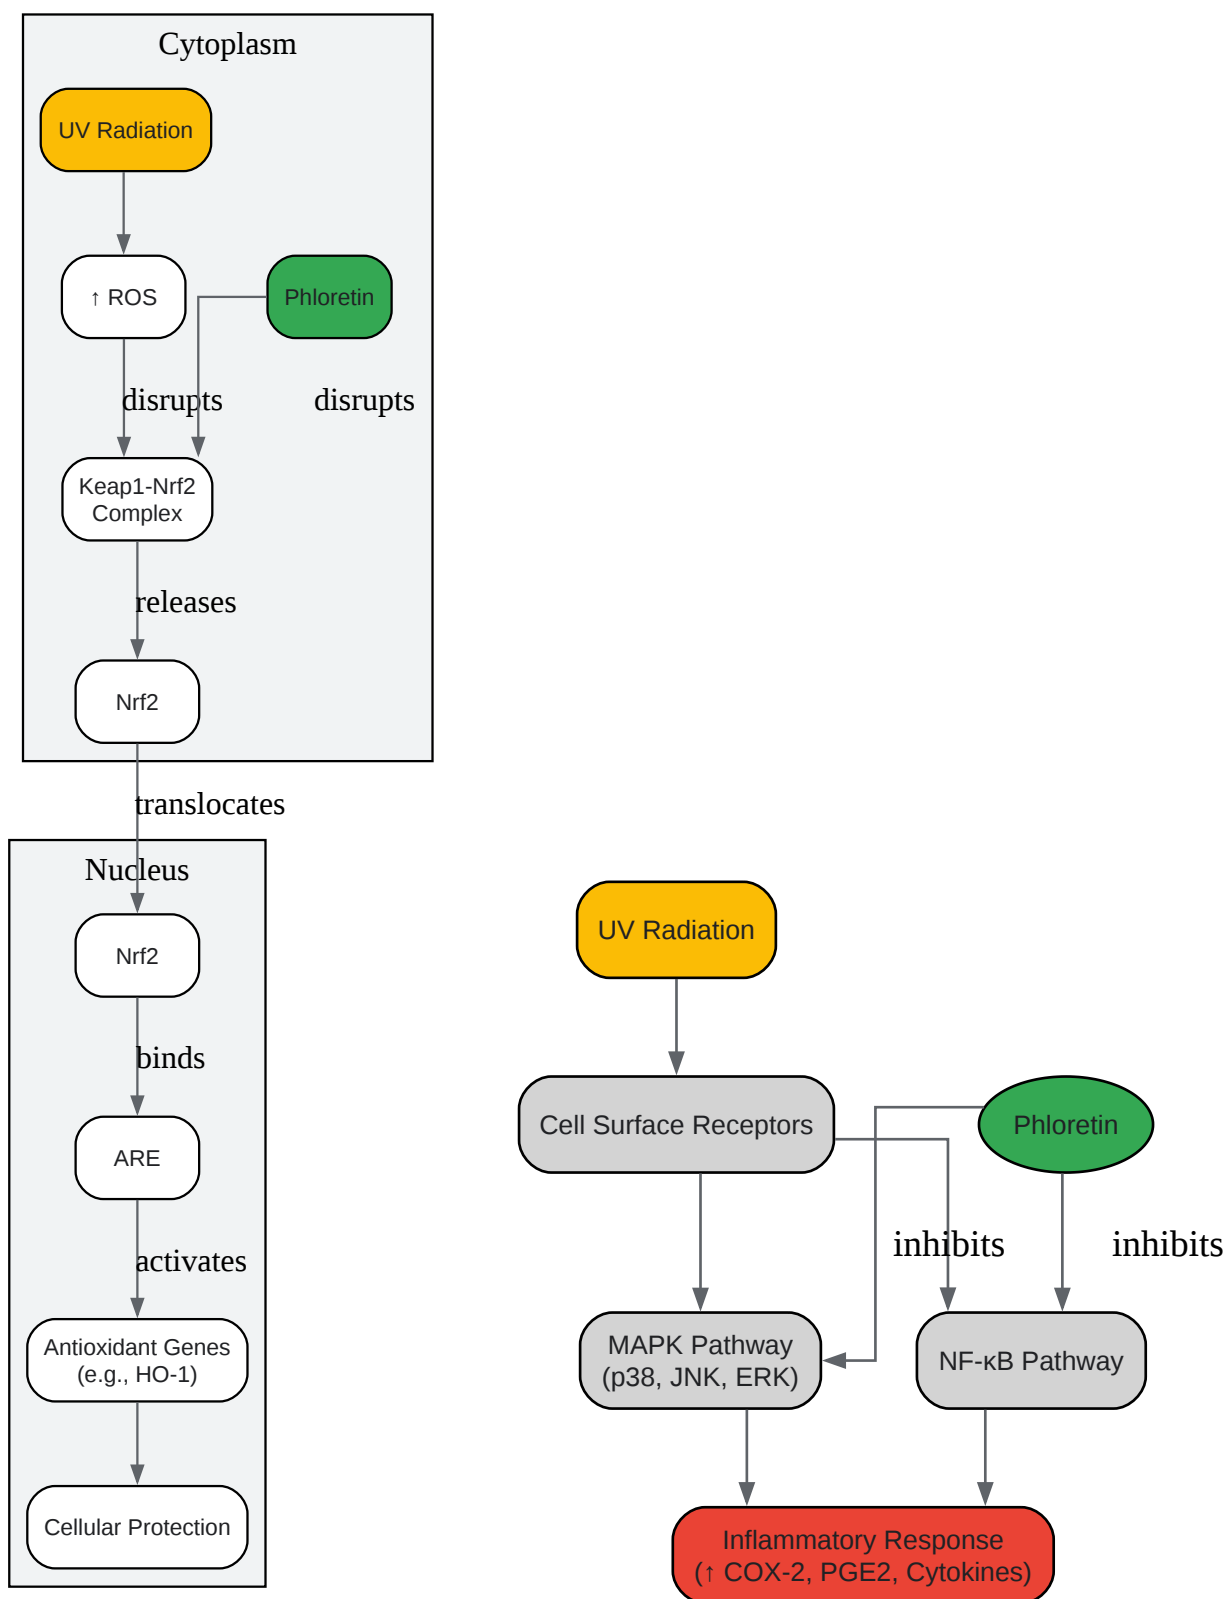 Cytoplasm
UV Radiation
↑ ROS
Phloretin
disrupts
disrupts
Keap1-Nrf2
Complex
releases
Nrf2
translocates
Nucleus
Nrf2
binds
ARE
activates
Antioxidant Genes
(e.g., HO-1)
Cellular Protection
UV Radiation
Cell Surface Receptors
Phloretin
inhibits
inhibits
MAPK Pathway
(p38, JNK, ERK)
NF-κB Pathway
Inflammatory Response
(↑ COX-2, PGE2, Cytokines)